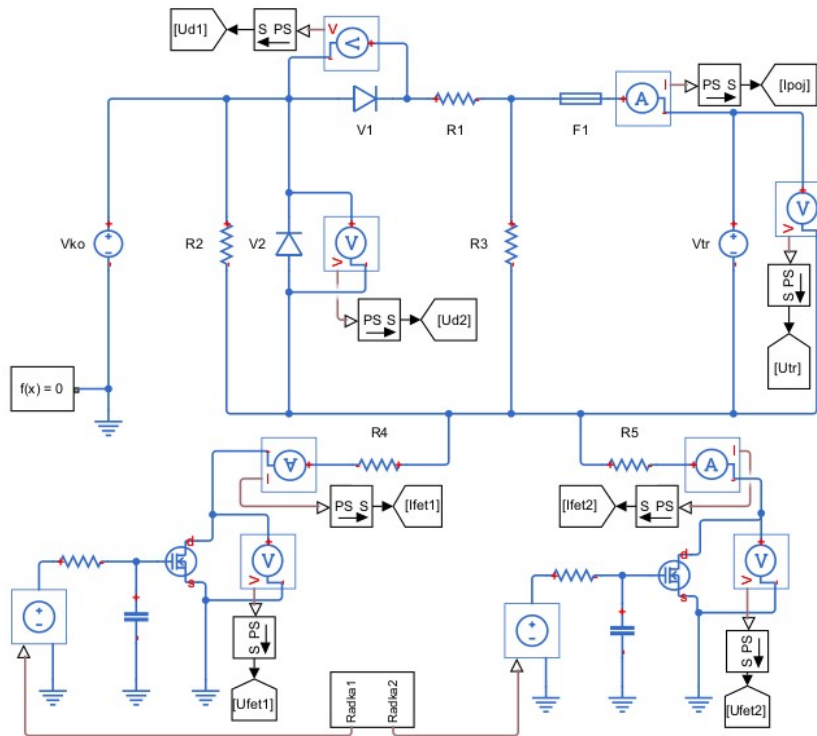 [Ud1]
S PS
V
V
+
PS S
[Ipoj]
I
A
+
V1
R1
F1
+
+
+
V
V
Vko
+
-
R2
V2
V
+
V
R3
Vtr
+
-
S PS
PS S
[Ud2]
[Utr]
f(x) = 0
R4
R5
A
I
+
+
A
I
+
+
PS S
[Ifet1]
[Ifet2]
S PS
d
s
V
+
V
d
s
V
+
V
+
+
+
-
+
+
+
-
S PS
S PS
[Ufet1]
Radka1
Radka2
[Ufet2]